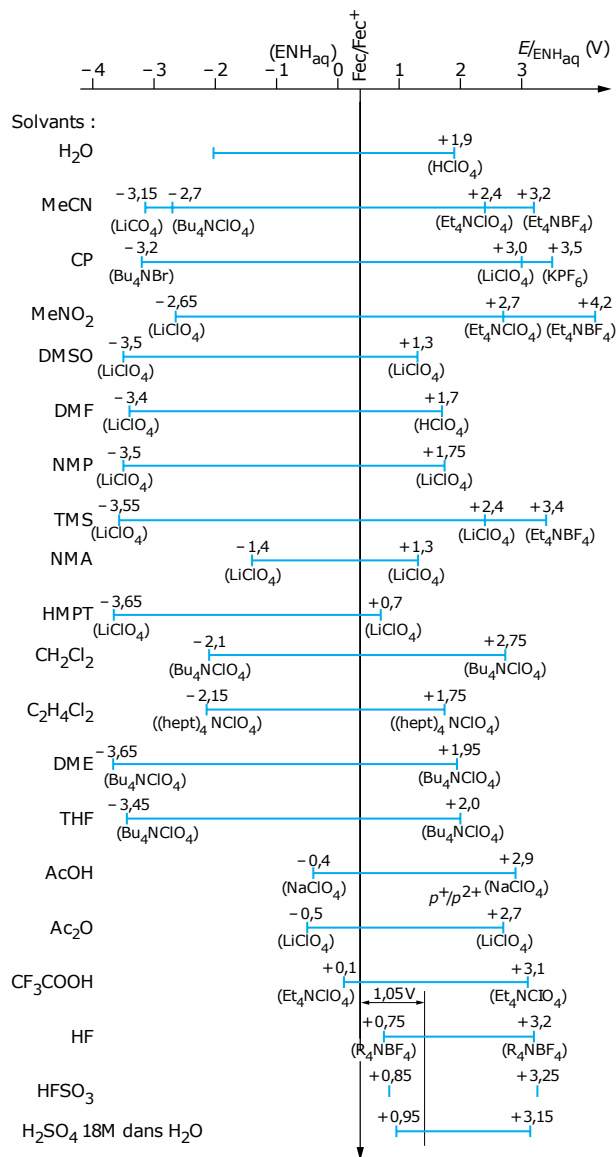 (ENH_aq) Fec/Fec⁺ E/ENH_aq (V)
−4 −3 −2 −1 0 1 2 3
Solvants :
H₂O +1,9
(HClO₄)
MeCN −3,15 −2,7 +2,4 +3,2
(LiCO₄) (Bu₄NClO₄) (Et₄NClO₄) (Et₄NBF₄)
CP −3,2 +3,0 +3,5
(Bu₄NBr) (LiClO₄) (KPF₆)
MeNO₂ −2,65 +2,7 +4,2
(LiClO₄) (Et₄NClO₄) (Et₄NBF₄)
DMSO −3,5 +1,3
(LiClO₄) (LiClO₄)
DMF −3,4 +1,7
(LiClO₄) (HClO₄)
NMP −3,5 +1,75
(LiClO₄) (LiClO₄)
TMS −3,55 +2,4 +3,4
(LiClO₄) (LiClO₄) (Et₄NBF₄)
NMA −1,4 +1,3
(LiClO₄) (LiClO₄)
HMPT −3,65 +0,7
(LiClO₄) (LiClO₄)
CH₂Cl₂ −2,1 +2,75
(Bu₄NClO₄) (Bu₄NClO₄)
C₂H₄Cl₂ −2,15 +1,75
((hept)₄ NClO₄) ((hept)₄ NClO₄)
DME −3,65 +1,95
(Bu₄NClO₄) (Bu₄NClO₄)
THF −3,45 +2,0
(Bu₄NClO₄) (Bu₄NClO₄)
AcOH −0,4 +2,9
(NaClO₄) (NaClO₄)
p⁺/p²⁺
Ac₂O −0,5 +2,7
(LiClO₄) (LiClO₄)
CF₃COOH +0,1 +3,1
(Et₄NClO₄) 1,05 V (Et₄NClO₄)
HF +0,75 +3,2
(R₄NBF₄) (R₄NBF₄)
HFSO₃ +0,85 +3,25
H₂SO₄ 18M dans H₂O +0,95 +3,15